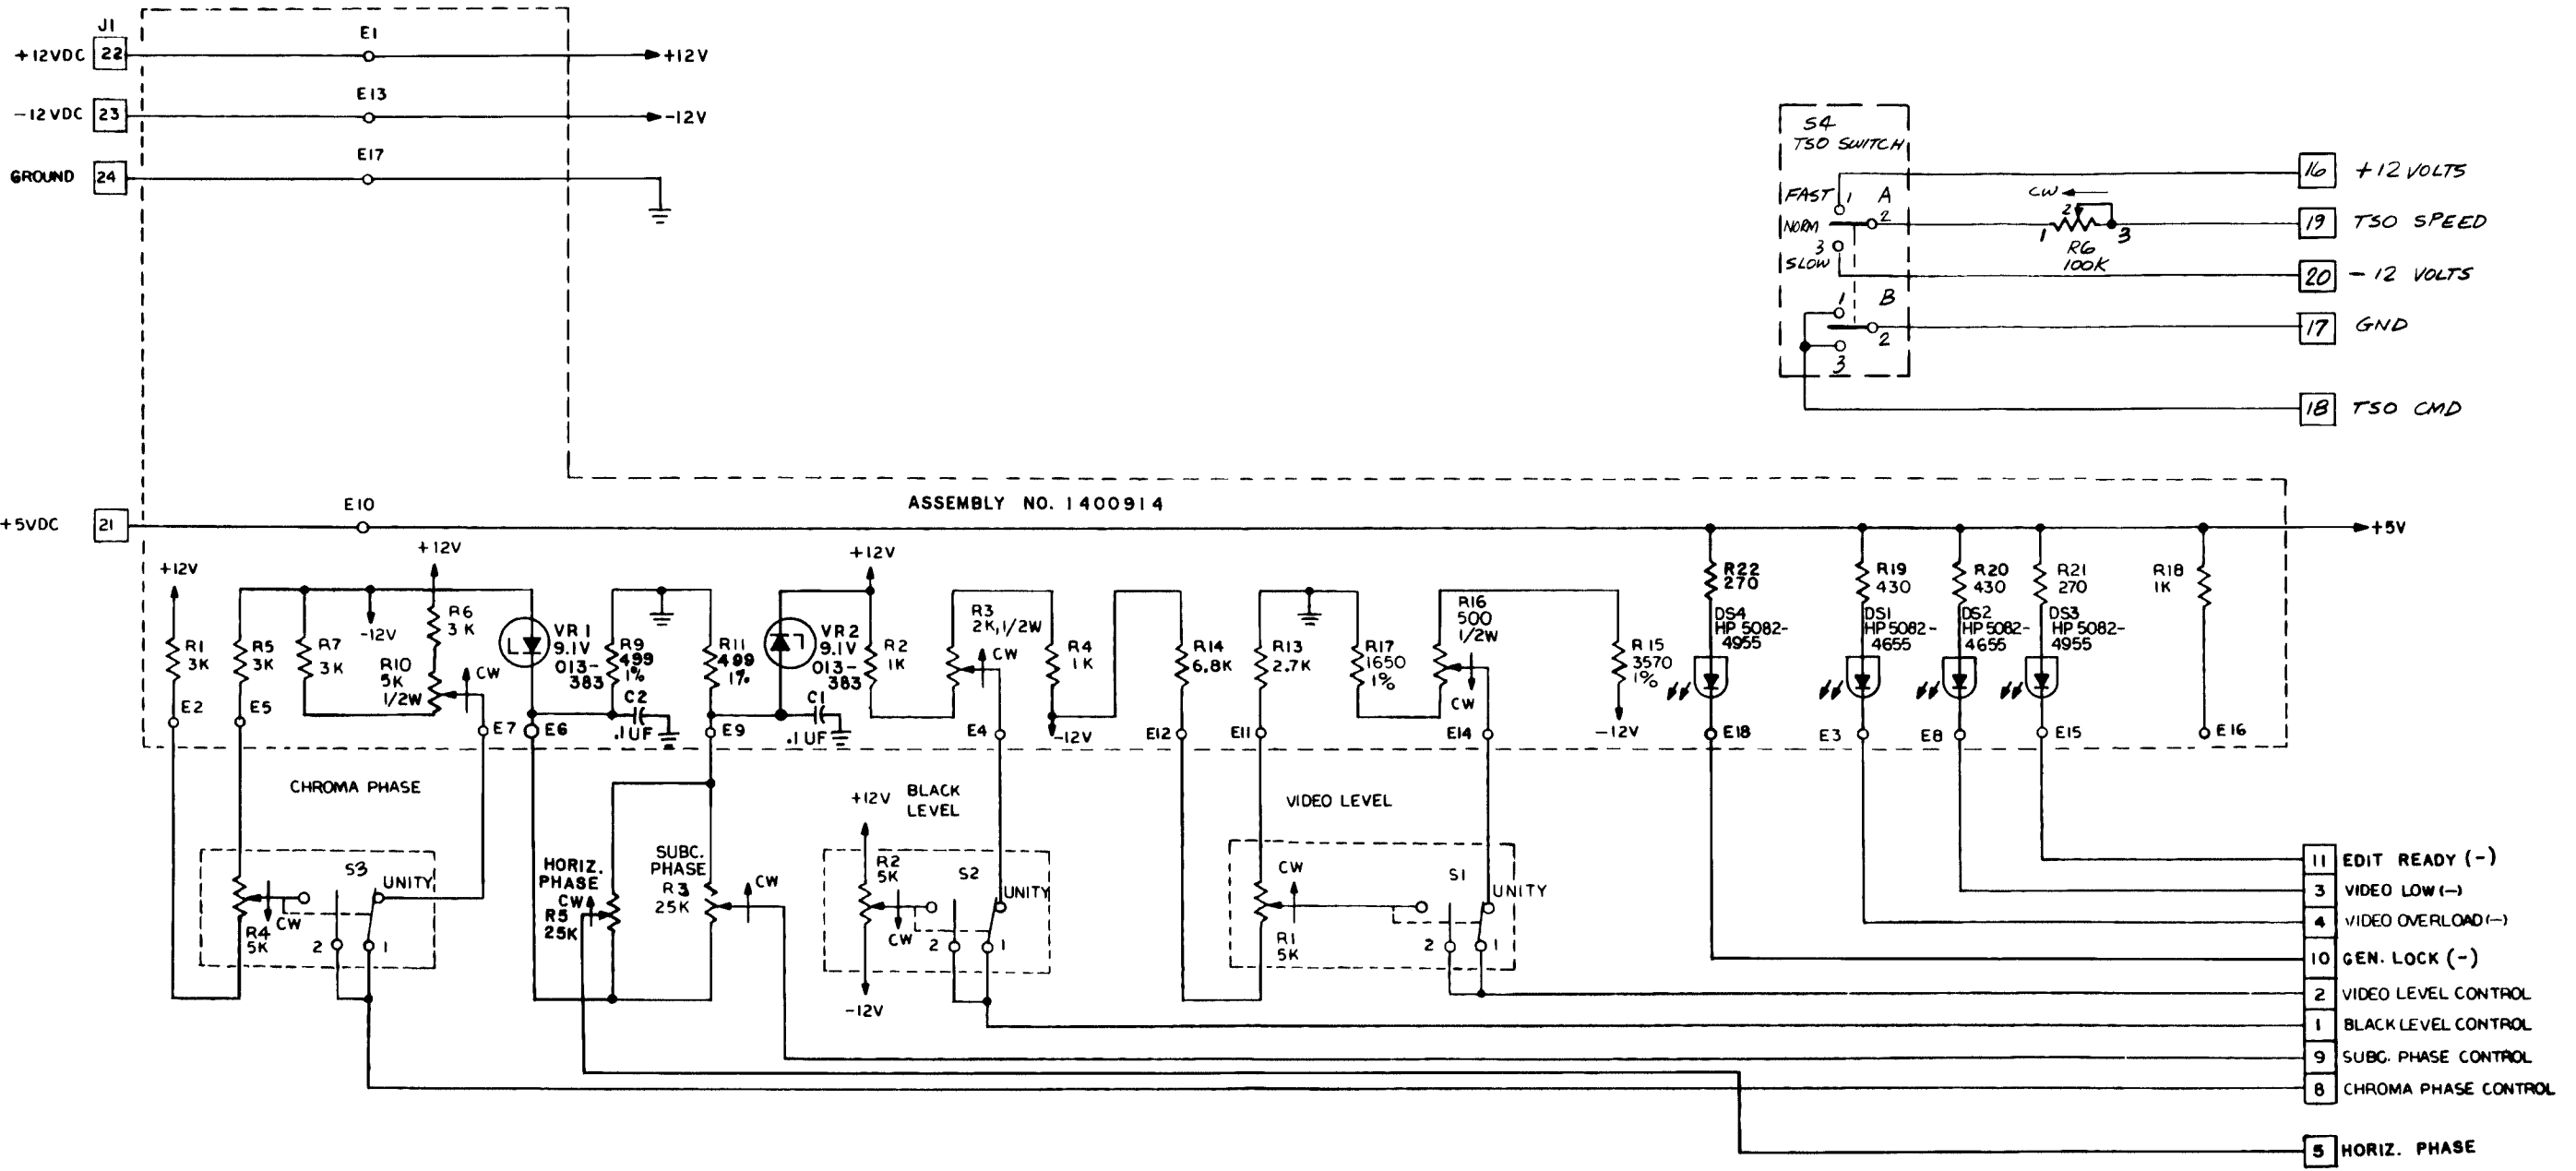 J1
+12VDC 22 E1 +12V
-12VDC 23 E13 -12V
GROUND 24 E17
S4
TSO SWITCH
FAST 1 A
2
NORM
3
SLOW
1 B
2
3
CW
2
1 3
R6
100K
16 +12 VOLTS
19 TSO SPEED
20 -12 VOLTS
17 GND
18 TSO CMD
ASSEMBLY NO. 1400914
+5VDC 21 E10 +5V
+12V
R1
3K
E2
R5
3K
E5
R7
3K
-12V
+12V
R6
3K
R10
5K
1/2W
CW
E7
VR1
9.1V
013-
383
E6
R9
499
1%
C2
.1UF
R11
499
1%
E9
VR2
9.1V
013-
383
C1
.1UF
+12V
R2
1K
R3
2K,1/2W
CW
E4
R4
1K
-12V
R14
6.8K
E12
R13
2.7K
E11
R17
1650
1%
R16
500
1/2W
CW
E14
R15
3570
1%
-12V
R22
270
DS4
HP 5082-
4955
E18
R19
430
DS1
HP 5082-
4655
E3
R20
430
DS2
HP 5082-
4655
E8
R21
270
DS3
HP 5082-
4955
E15
R18
1K
E16
CHROMA PHASE
S3
UNITY
CW
R4
5K
2 1
HORIZ.
PHASE
CW
R5
25K
SUBC.
PHASE
R3
25K
CW
BLACK
LEVEL
+12V
R2
5K
CW
S2
UNITY
2 1
-12V
VIDEO LEVEL
CW
R1
5K
S1
UNITY
2 1
11 EDIT READY (-)
3 VIDEO LOW (-)
4 VIDEO OVERLOAD (-)
10 GEN. LOCK (-)
2 VIDEO LEVEL CONTROL
1 BLACK LEVEL CONTROL
9 SUBC. PHASE CONTROL
8 CHROMA PHASE CONTROL
5 HORIZ. PHASE